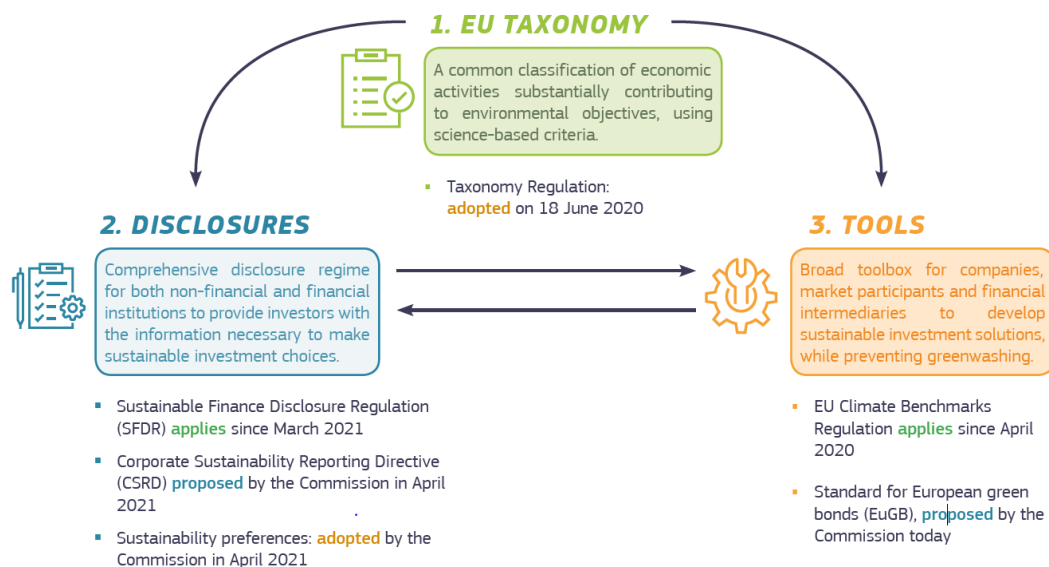 1. EU TAXONOMY
A common classification of economic
activities substantially contributing
to environmental objectives, using
science-based criteria.
▪ Taxonomy Regulation:
adopted on 18 June 2020
2. DISCLOSURES
Comprehensive disclosure regime
for both non-financial and financial
institutions to provide investors with
the information necessary to make
sustainable investment choices.
▪ Sustainable Finance Disclosure Regulation
(SFDR) applies since March 2021
▪ Corporate Sustainability Reporting Directive
(CSRD) proposed by the Commission in April
2021
▪ Sustainability preferences: adopted by the
Commission in April 2021
3. TOOLS
Broad toolbox for companies,
market participants and financial
intermediaries to develop
sustainable investment solutions,
while preventing greenwashing.
▪ EU Climate Benchmarks
Regulation applies since April
2020
▪ Standard for European green
bonds (EuGB), proposed by the
Commission today